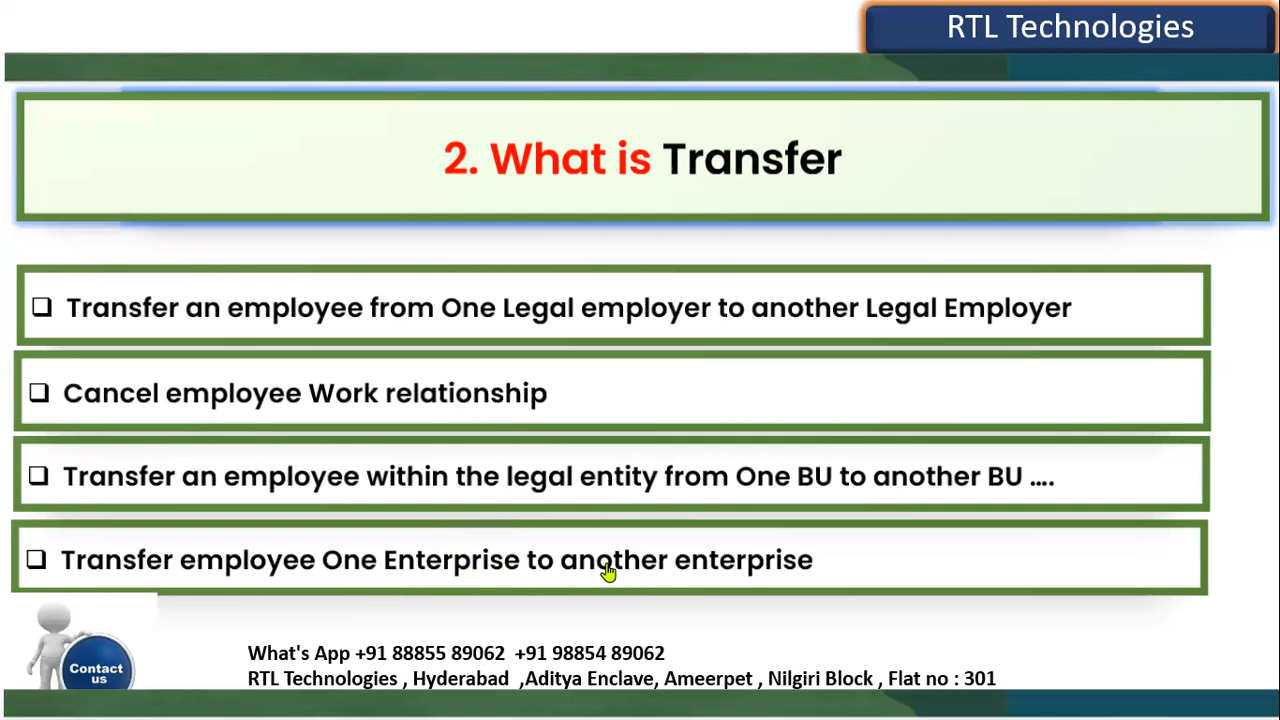 RTL Technologies
2. What is Transfer
❑ Transfer an employee from One Legal employer to another Legal Employer
❑ Cancel employee Work relationship
❑ Transfer an employee within the legal entity from One BU to another BU ....
❑ Transfer employee One Enterprise to another enterprise
Contact
us
What's App +91 88855 89062 +91 98854 89062
RTL Technologies , Hyderabad ,Aditya Enclave, Ameerpet , Nilgiri Block , Flat no : 301